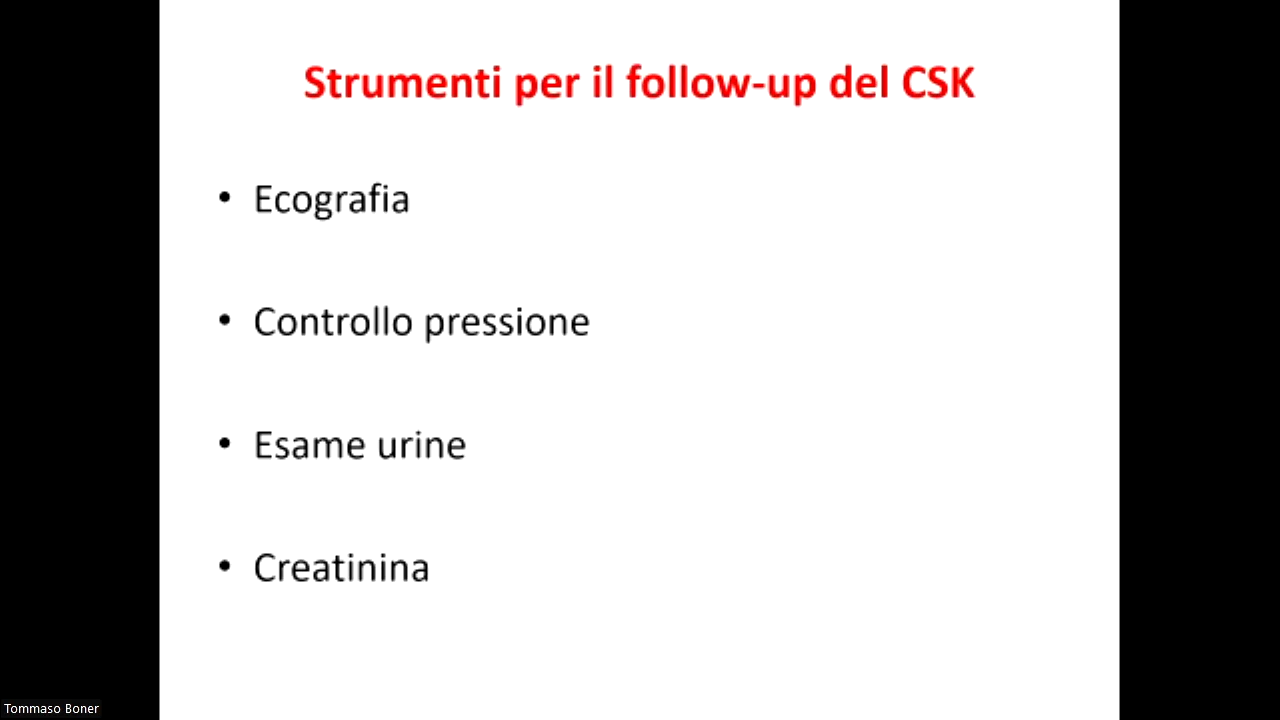 Strumenti per il follow-up del CSK
• Ecografia
• Controllo pressione
• Esame urine
• Creatinina
Tommaso Boner